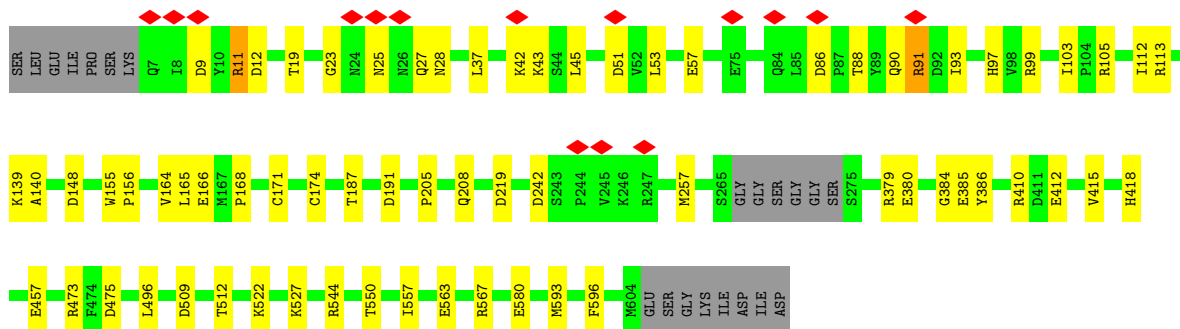 SER LEU GLU ILE PRO SER LYS Q7 I8 D9 Y10 R11 D12 T19 G23 N24 N25 N26 Q27 N28 L37 K42 K43 S44 L45 D51 V52 L53 E57 E75 Q84 L85 D86 P87 T88 Y89 Q90 R91 D92 I93 H97 V98 R99 I103 P104 R105 I112 R113
K139 A140 D148 W155 P156 V164 L165 E166 M167 P168 C171 C174 T187 D191 P205 Q208 D219 D242 S243 P244 V245 K246 R247 M257 S265 GLY GLY SER GLY GLY SER S275 R379 E380 G384 E385 Y386 R410 D411 E412 V415 H418
E457 R473 F474 D475 L496 D509 T512 K522 K527 R544 T550 I557 E563 R567 E580 M593 F596 M604 GLU SER GLY LYS ILE ASP ILE ASP